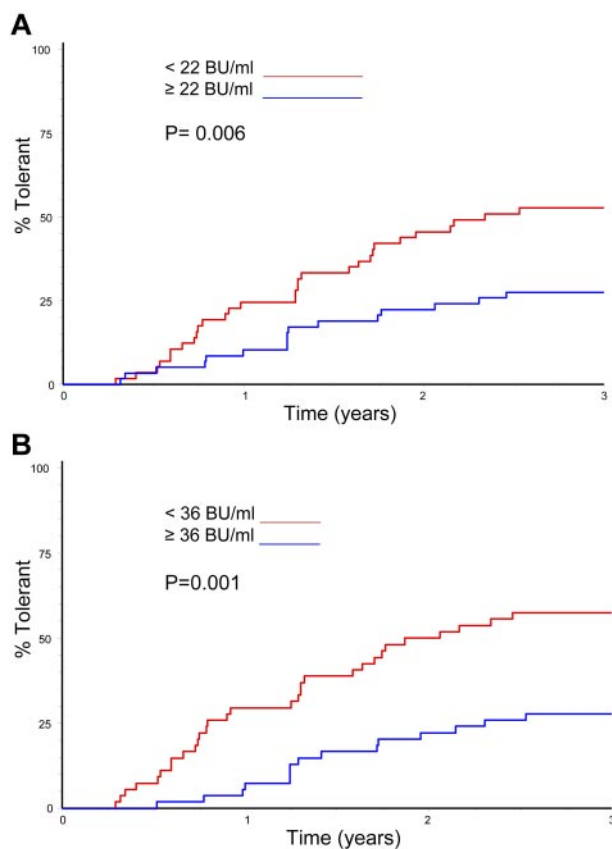 A
100
< 22 BU/ml
≥ 22 BU/ml
75
P= 0.006
% Tolerant
50
25
0
0 1 2 3
Time (years)
B
100
< 36 BU/ml
≥ 36 BU/ml
75
P=0.001
% Tolerant
50
25
0
0 1 2 3
Time (years)